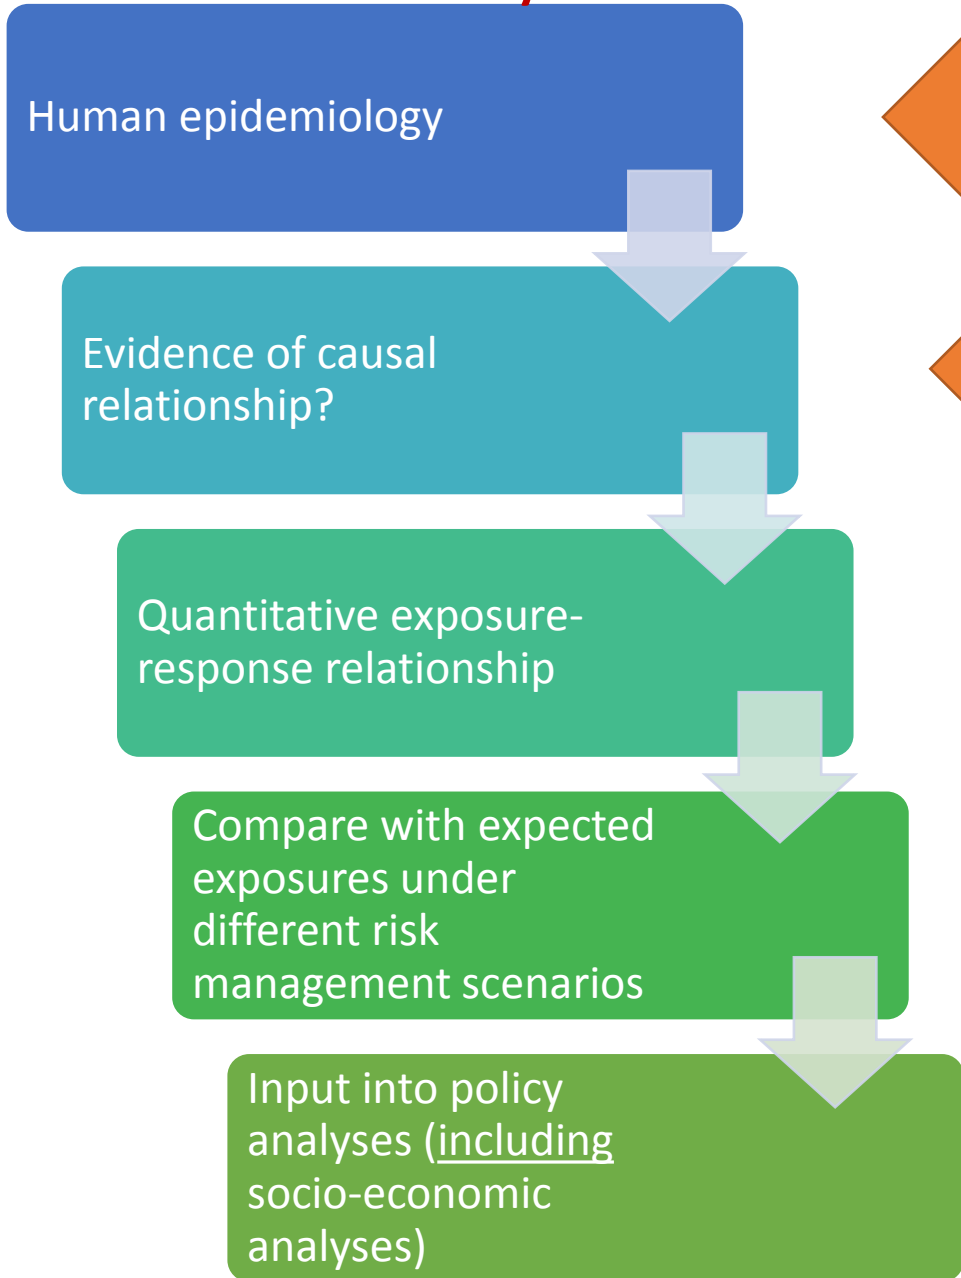 Human epidemiology
Evidence of causal
relationship?
Quantitative exposure-
response relationship
Compare with expected
exposures under
different risk
management scenarios
Input into policy
analyses (including
socio-economic
analyses)